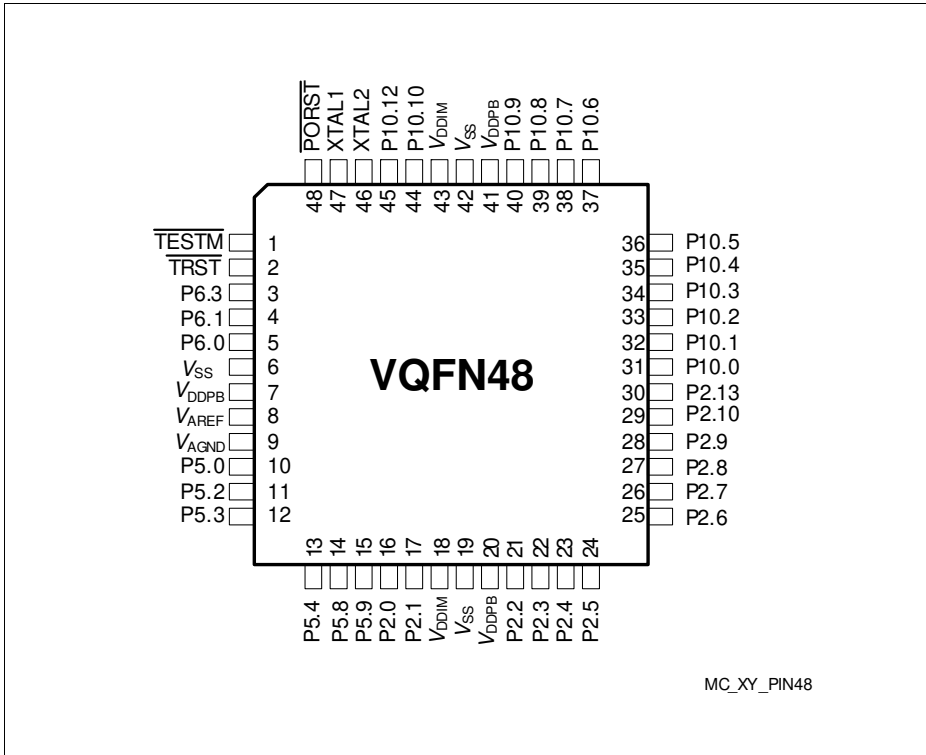 PORST
XTAL1
XTAL2
P10.12
P10.10
VDDIM
VSS
VDDPB
P10.9
P10.8
P10.7
P10.6
48
47
46
45
44
43
42
41
40
39
38
37
TESTM 1
TRST 2
P6.3 3
P6.1 4
P6.0 5
VSS 6
VDDPB 7
VAREF 8
VAGND 9
P5.0 10
P5.2 11
P5.3 12
VQFN48
36 P10.5
35 P10.4
34 P10.3
33 P10.2
32 P10.1
31 P10.0
30 P2.13
29 P2.10
28 P2.9
27 P2.8
26 P2.7
25 P2.6
13
14
15
16
17
18
19
20
21
22
23
24
P5.4
P5.8
P5.9
P2.0
P2.1
VDDIM
VSS
VDDPB
P2.2
P2.3
P2.4
P2.5
MC_XY_PIN48